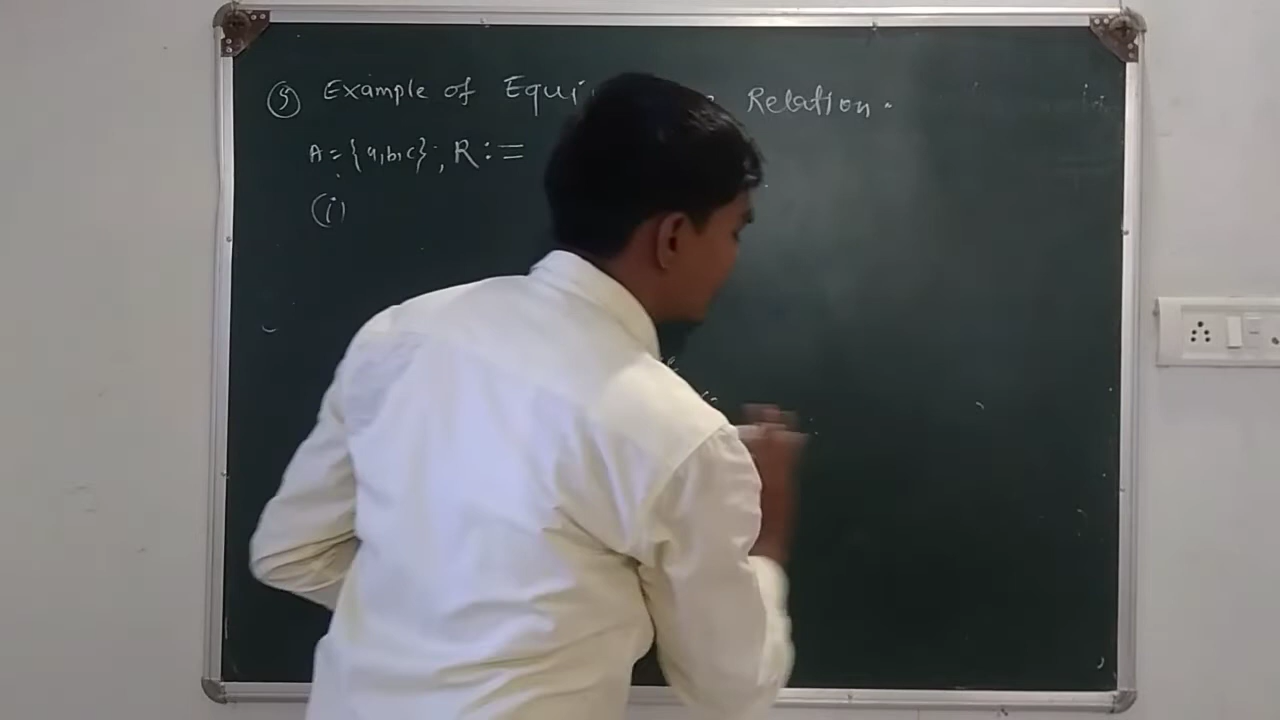 (5) Example of Equi Relation.
A = {a,b,c}; R :=
(i)